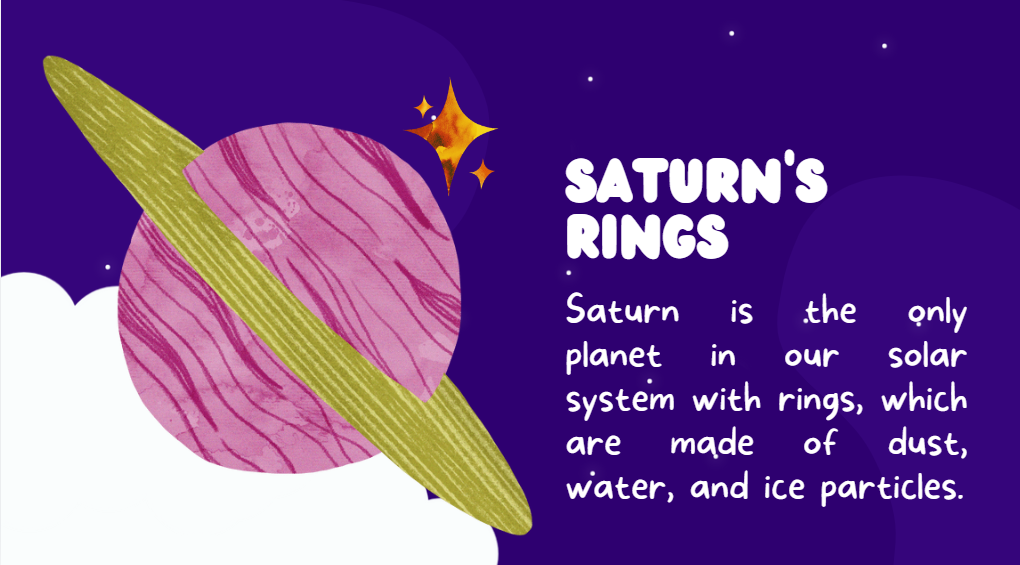 SATURN'S
RINGS
Saturn is the only
planet in our solar
system with rings, which
are made of dust,
water, and ice particles.